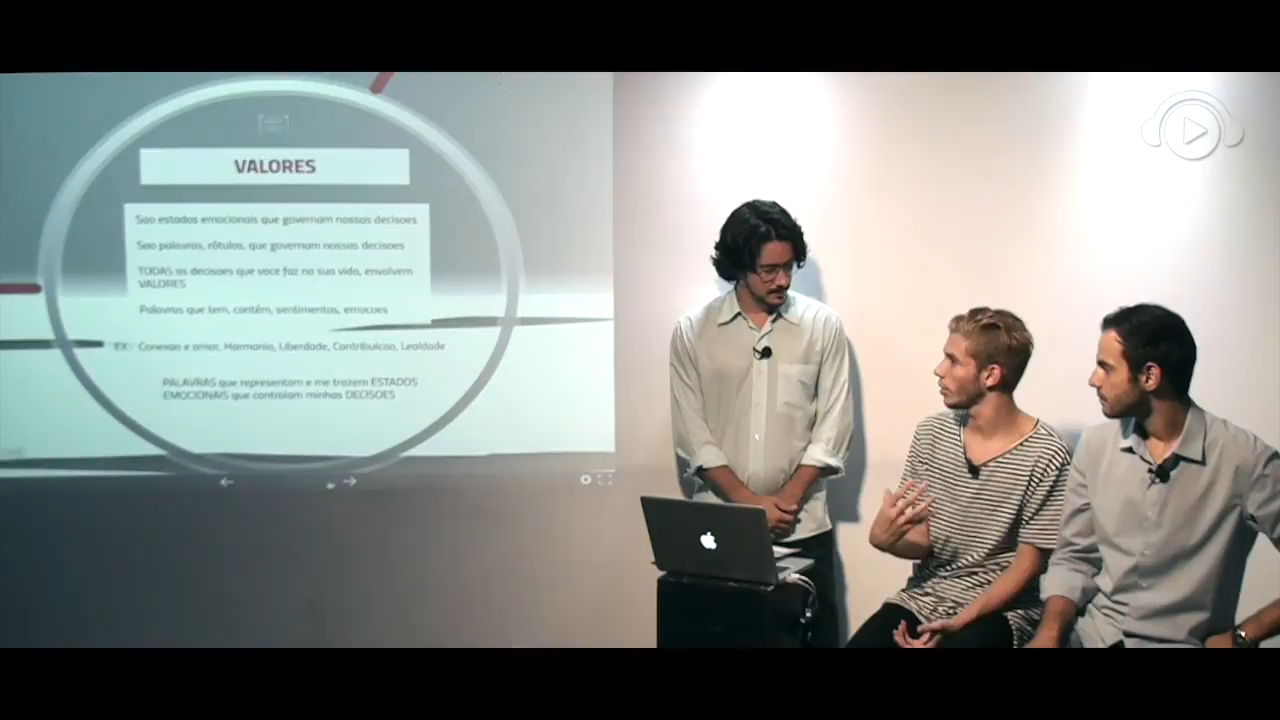 VALORES
Sao estados emocionais que governam nossas decisoes
Sao palavras, rótulos, que governam nossas decisoes
TODAS as decisoes que voce faz na sua vida, envolvem
VALORES
Palavras que tem, contém, sentimentos, emocoes
EX: Conexao e amor, Harmonia, Liberdade, Contribuicao, Lealdade
PALAVRAS que representam e me trazem ESTADOS
EMOCIONAIS que controlam minhas DECISOES